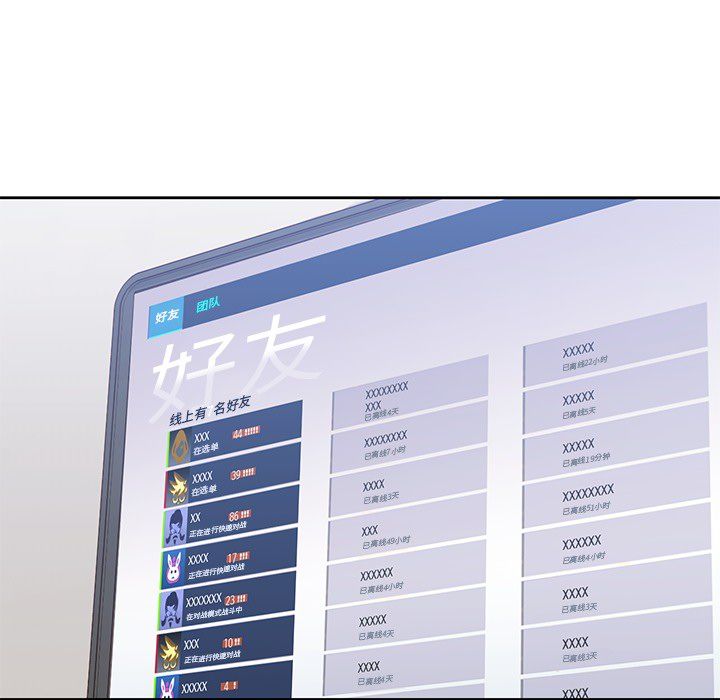 好友 团队
好友
线上有 名好友
XXX 44
在选单
XXXX 39
在选单
XX 86
正在进行快速对战
XXXX 17
正在进行快速对战
XXXXXXX 23
在对战模式战斗中
XXX 10
正在进行快速对战
XXXXX 4
XXXXXXXX
XXX
已离线4天
XXXXXXXX
已离线7小时
XXXX
已离线3天
XXX
已离线49小时
XXXXXX
已离线4小时
XXXXX
已离线4天
XXXX
已离线4天
XXXXX
已离线22小时
XXXXX
已离线5天
XXXXX
已离线19分钟
XXXXXXXX
已离线51小时
XXXXXX
已离线4小时
XXXX
已离线3天
XXXX
已离线3天
XXXX